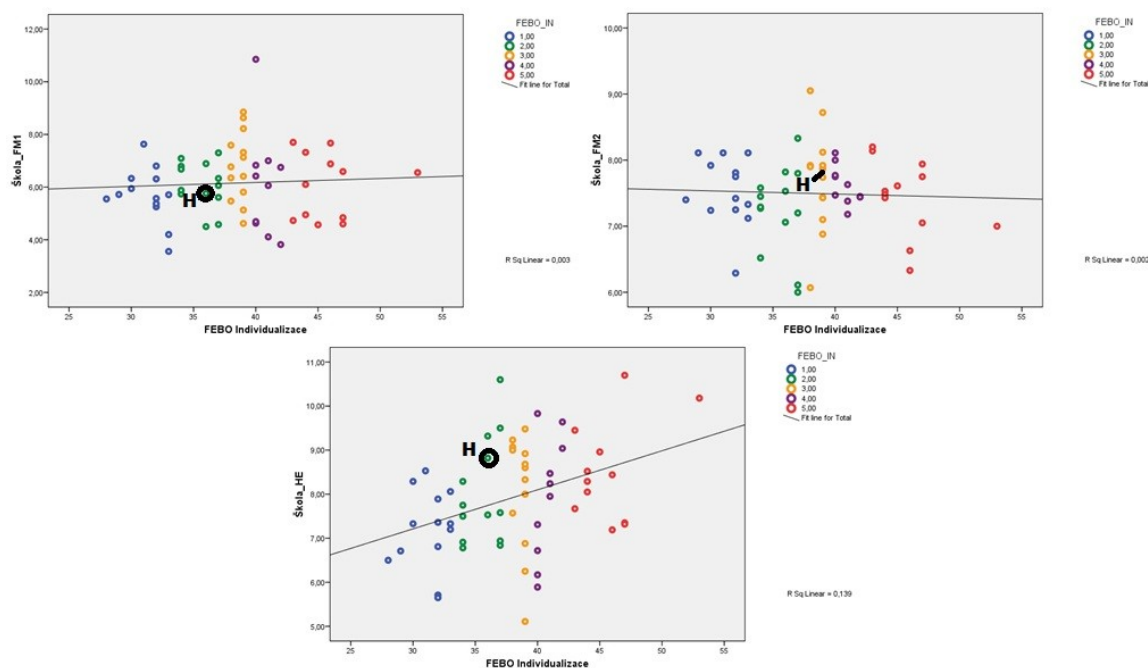 FEBO_IN
1,00
2,00
3,00
4,00
5,00
Fit line for Total
12,00
10,00
8,00
6,00
4,00
2,00
Škola_FM1
H
R Sq Linear = 0,003
25 30 35 40 45 50 55
FEBO Individualizace
FEBO_IN
1,00
2,00
3,00
4,00
5,00
Fit line for Total
10,00
9,00
8,00
7,00
6,00
Škola_FM2
H
R Sq Linear = 0,002
25 30 35 40 45 50 55
FEBO Individualizace
FEBO_IN
1,00
2,00
3,00
4,00
5,00
Fit line for Total
11,00
10,00
9,00
8,00
7,00
6,00
5,00
Škola_HE
H
R Sq Linear = 0,139
25 30 35 40 45 50 55
FEBO Individualizace